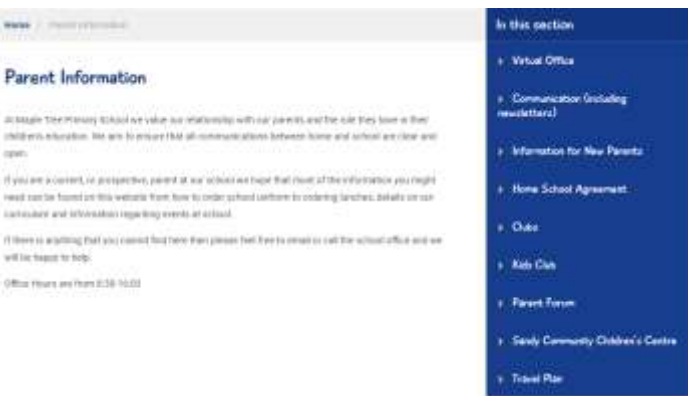 Home / Parent Information
Parent Information
At Maple Tree Primary School we value our relationship with our parents and the role they have in their
children's education. We aim to ensure that all communications between home and school are clear and
open.
If you are a current, or prospective, parent at our school we hope that most of the information you might
need can be found on this website from how to order school uniform to ordering lunches, details on our
curriculum and information regarding events at school.
If there is anything that you cannot find here then please feel free to email or call the school office and we
will be happy to help.
Office Hours are from 8:30-16:00
In this section
› Virtual Office
› Communication (including
newsletters)
› Information for New Parents
› Home School Agreement
› Clubs
› Kids Club
› Parent Forum
› Sandy Community Children's Centre
› Travel Plan